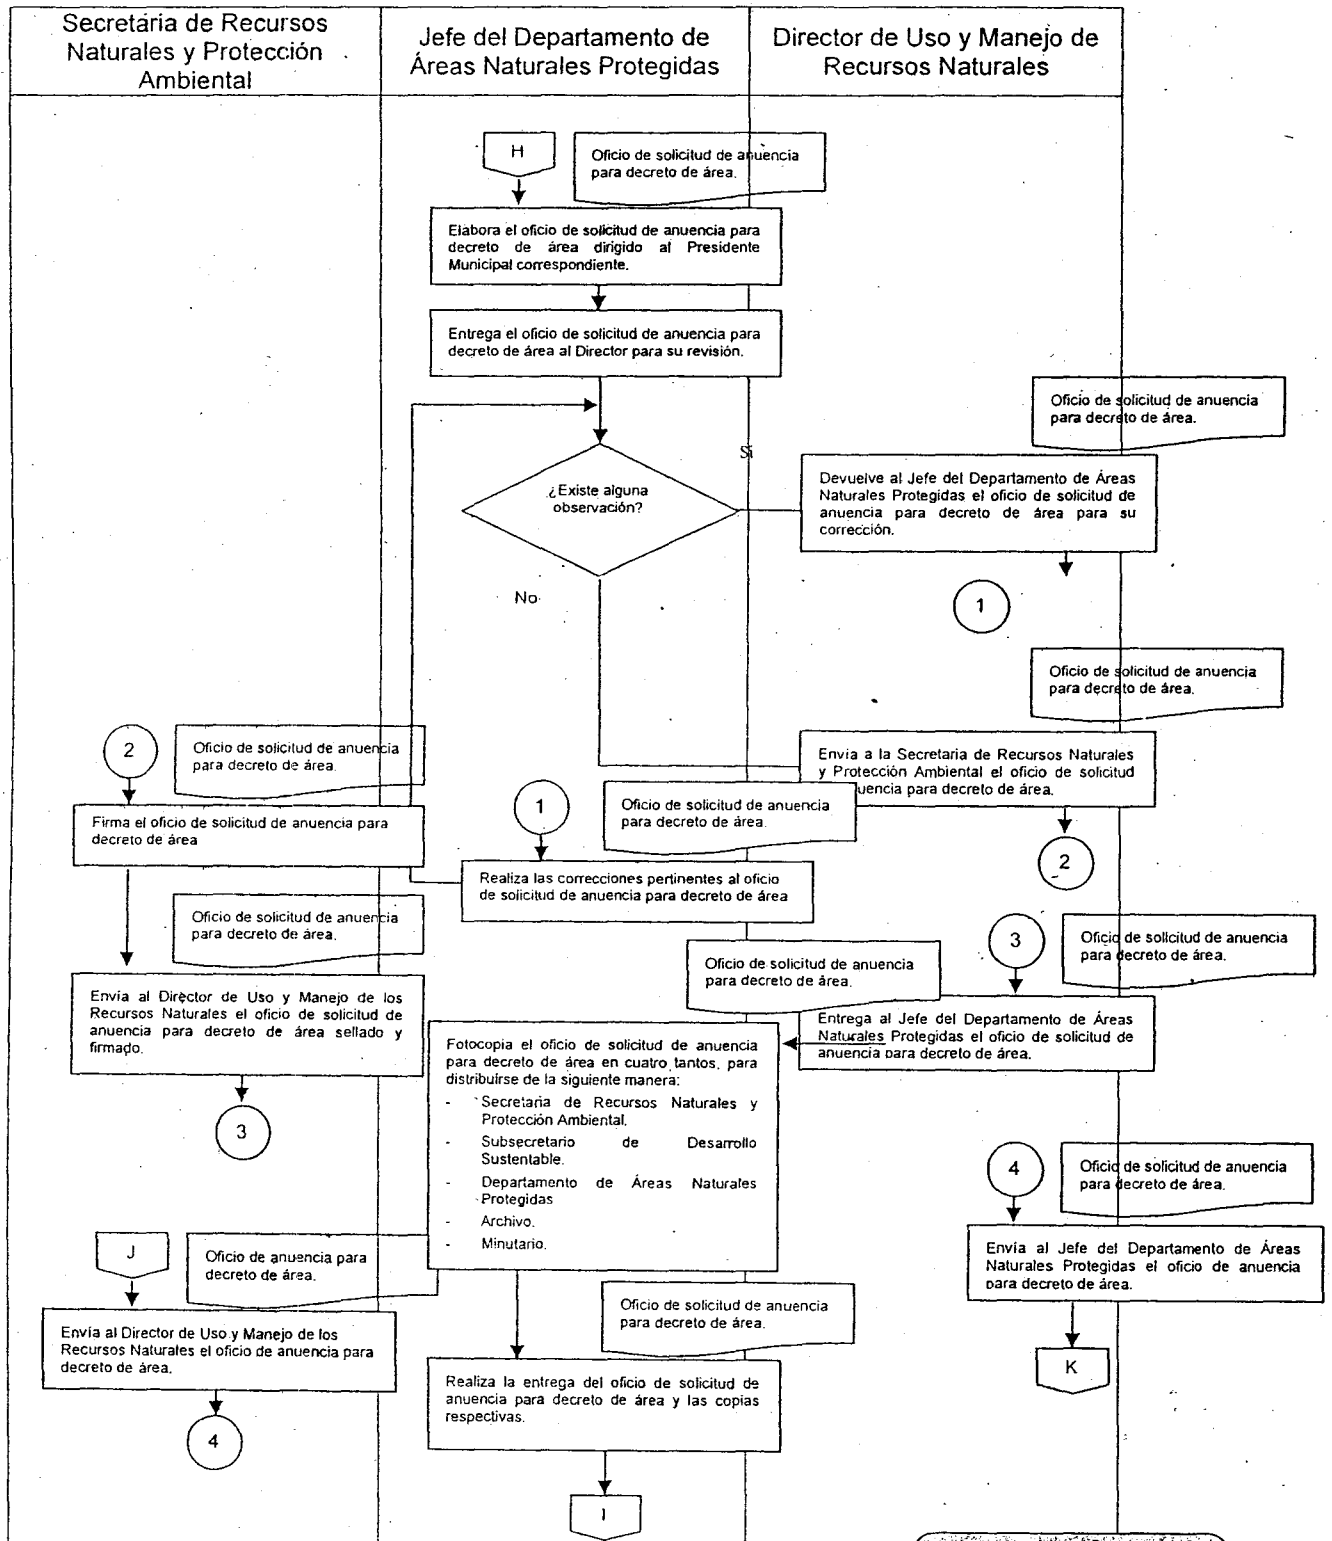 Secretaria de Recursos
Naturales y Protección
Ambiental
Jefe del Departamento de
Áreas Naturales Protegidas
Director de Uso y Manejo de
Recursos Naturales
H
Oficio de solicitud de anuencia
para decreto de área.
Elabora el oficio de solicitud de anuencia para
decreto de área dirigido al Presidente
Municipal correspondiente.
Entrega el oficio de solicitud de anuencia para
decreto de área al Director para su revisión.
Oficio de solicitud de anuencia
para decreto de área.
Si
¿Existe alguna
observación?
Devuelve al Jefe del Departamento de Áreas
Naturales Protegidas el oficio de solicitud de
anuencia para decreto de área para su
corrección.
No
1
Oficio de solicitud de anuencia
para decreto de área.
2
Oficio de solicitud de anuencia
para decreto de área.
Envía a la Secretaria de Recursos Naturales
y Protección Ambiental el oficio de solicitud
uencia para decreto de área.
1
Oficio de solicitud de anuencia
para decreto de área.
Firma el oficio de solicitud de anuencia para
decreto de área
2
Realiza las correcciones pertinentes al oficio
de solicitud de anuencia para decreto de área
Oficio de solicitud de anuencia
para decreto de área.
3
Oficio de solicitud de anuencia
para decreto de área.
Oficio de solicitud de anuencia
para decreto de área.
Envía al Director de Uso y Manejo de los
Recursos Naturales el oficio de solicitud de
anuencia para decreto de área sellado y
firmado.
Entrega al Jefe del Departamento de Áreas
Naturales Protegidas el oficio de solicitud de
anuencia para decreto de área.
Fotocopia el oficio de solicitud de anuencia
para decreto de área en cuatro tantos, para
distribuirse de la siguiente manera:
- Secretaria de Recursos Naturales y
Protección Ambiental.
- Subsecretario de Desarrollo
Sustentable.
- Departamento de Áreas Naturales
Protegidas
- Archivo.
- Minutario.
3
4
Oficio de solicitud de anuencia
para decreto de área.
J
Oficio de anuencia para
decreto de área.
Envía al Jefe del Departamento de Áreas
Naturales Protegidas el oficio de anuencia
para decreto de área.
Oficio de solicitud de anuencia
para decreto de área.
Envía al Director de Uso y Manejo de los
Recursos Naturales el oficio de anuencia para
decreto de área.
K
Realiza la entrega del oficio de solicitud de
anuencia para decreto de área y las copias
respectivas.
4
I